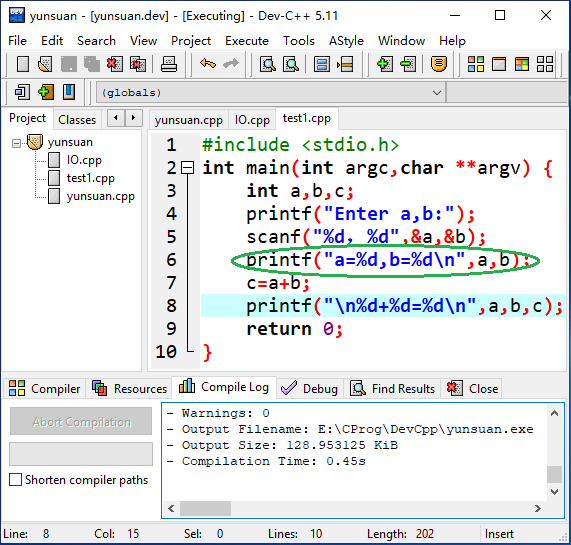 yunsuan - [yunsuan.dev] - [Executing] - Dev-C++ 5.11
File Edit Search View Project Execute Tools AStyle Window Help
(globals)
Project Classes yunsuan.cpp IO.cpp test1.cpp
yunsuan
IO.cpp
test1.cpp
yunsuan.cpp
1 #include <stdio.h>
2 int main(int argc,char **argv) {
3 int a,b,c;
4 printf("Enter a,b:");
5 scanf("%d, %d",&a,&b);
6 printf("a=%d,b=%d\n",a,b);
7 c=a+b;
8 printf("\n%d+%d=%d\n",a,b,c);
9 return 0;
10 }
Compiler Resources Compile Log Debug Find Results Close
Abort Compilation
Shorten compiler paths
- Warnings: 0
- Output Filename: E:\CProg\DevCpp\yunsuan.exe
- Output Size: 128.953125 KiB
- Compilation Time: 0.45s
Line: 8 Col: 15 Sel: 0 Lines: 10 Length: 202 Insert